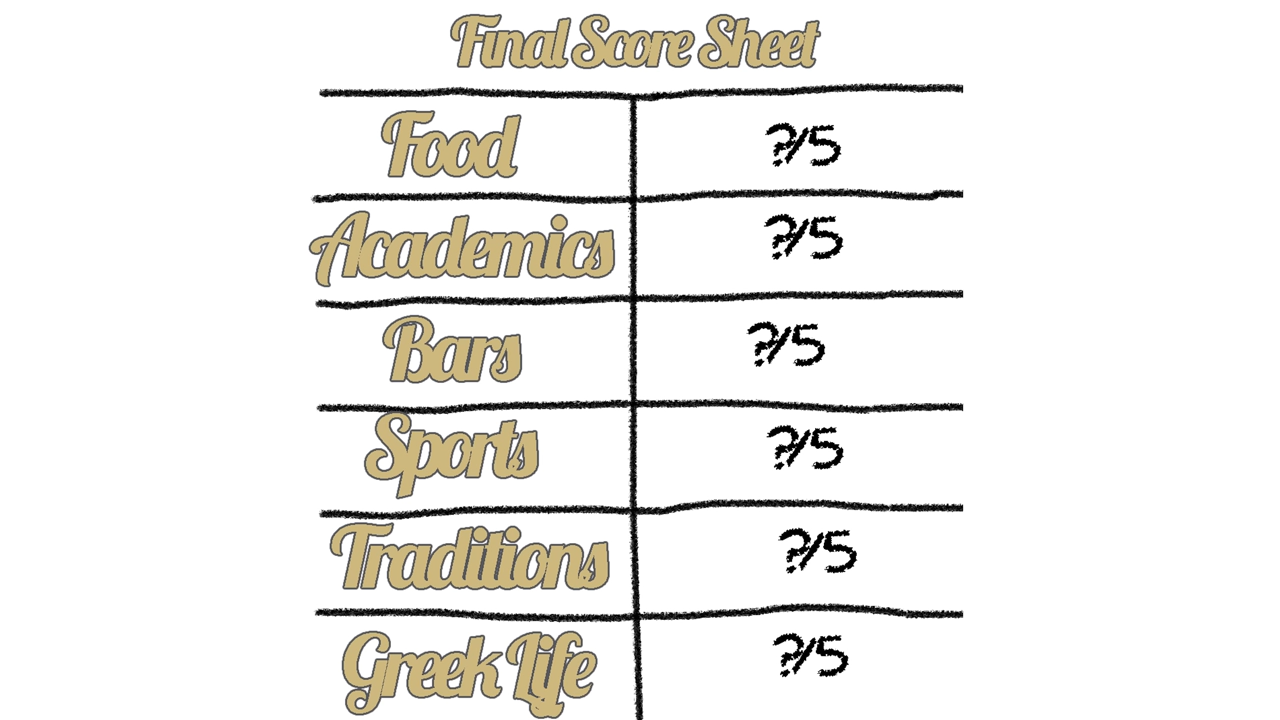 Final Score Sheet
Food ?/5
Academics ?/5
Bars ?/5
Sports ?/5
Traditions ?/5
Greek Life ?/5